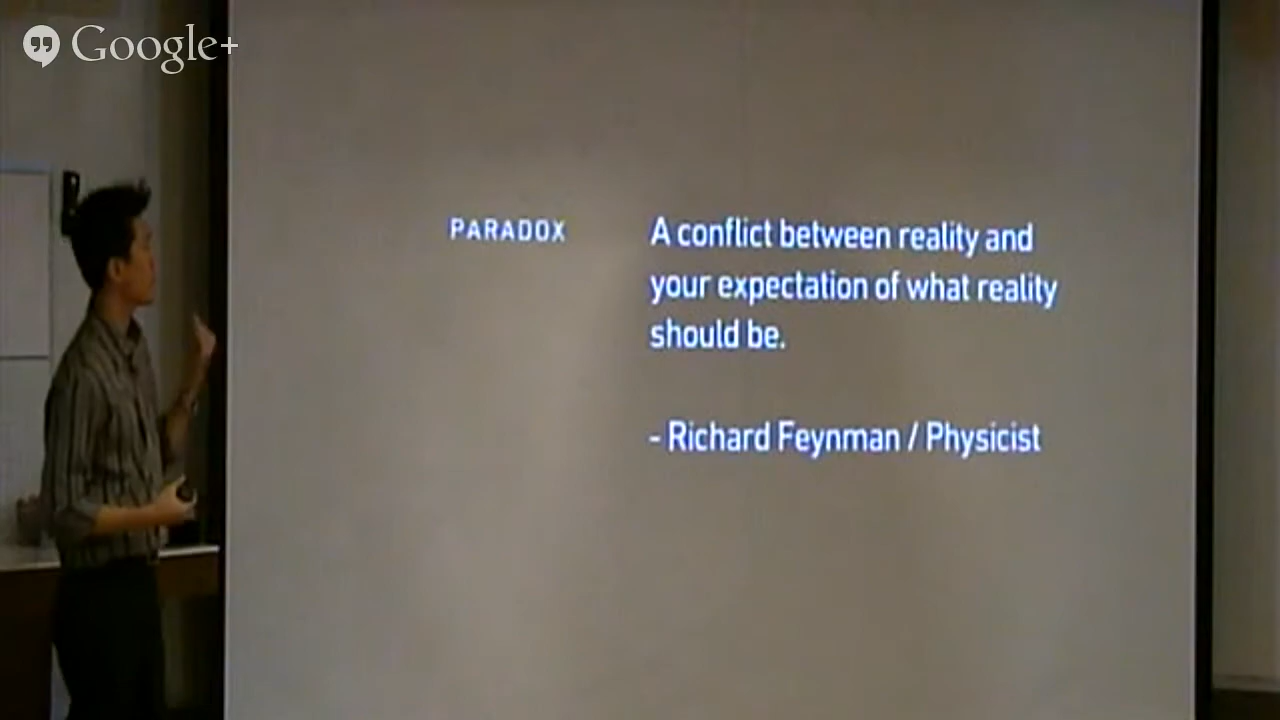 Google+
PARADOX
A conflict between reality and
your expectation of what reality
should be.
- Richard Feynman / Physicist